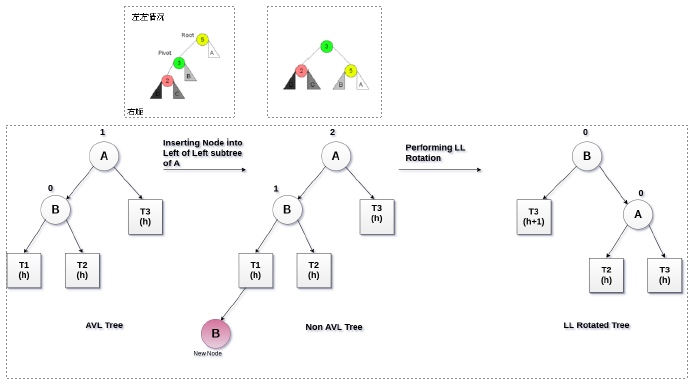 左左情况
Root
5
Pivot
3
A
2
B
C
右旋
3
2
5
C
B
A
1
2
0
A
Inserting Node into
Left of Left subtree
of A
A
Performing LL
Rotation
B
0
B
1
B
0
A
T3
(h)
T3
(h)
T3
(h+1)
T1
(h)
T2
(h)
T1
(h)
T2
(h)
T2
(h)
T3
(h)
AVL Tree
B
New Node
Non AVL Tree
LL Rotated Tree